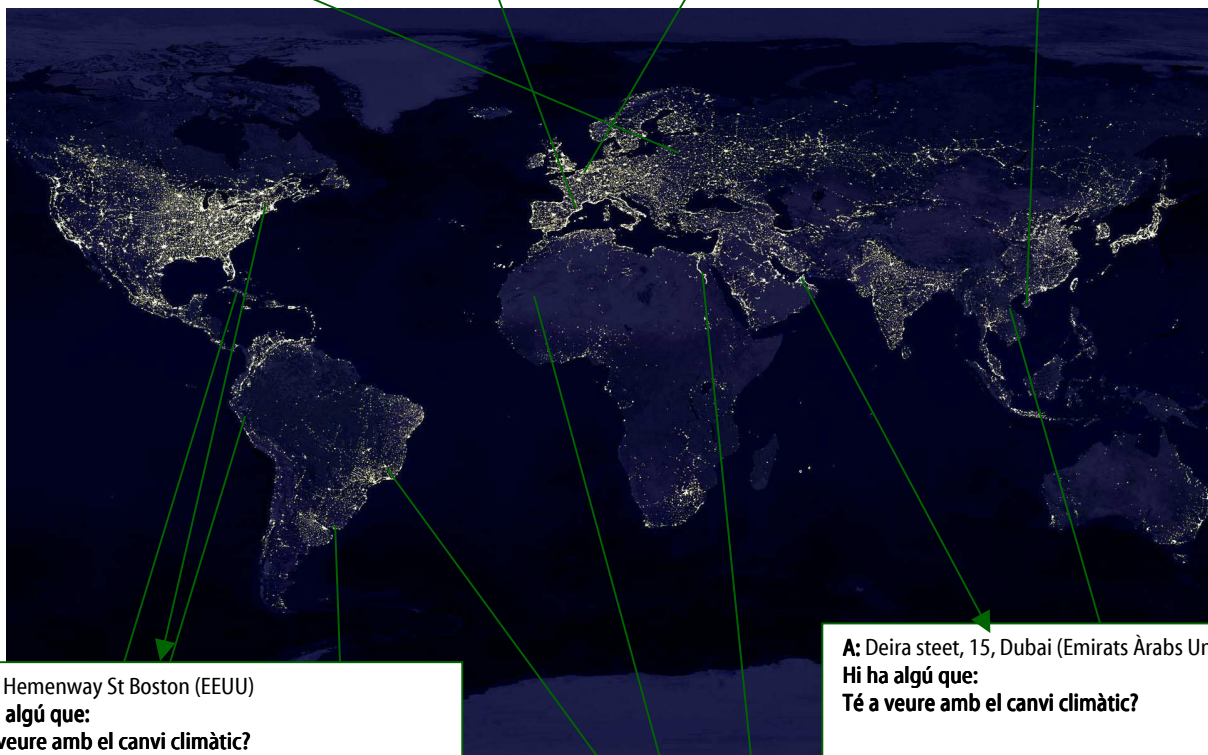 Hemenway St Boston (EEUU)
algú que:
veure amb el canvi climàtic?
A: Deira steet, 15, Dubai (Emirats Àrabs Un
Hi ha algú que:
Té a veure amb el canvi climàtic?